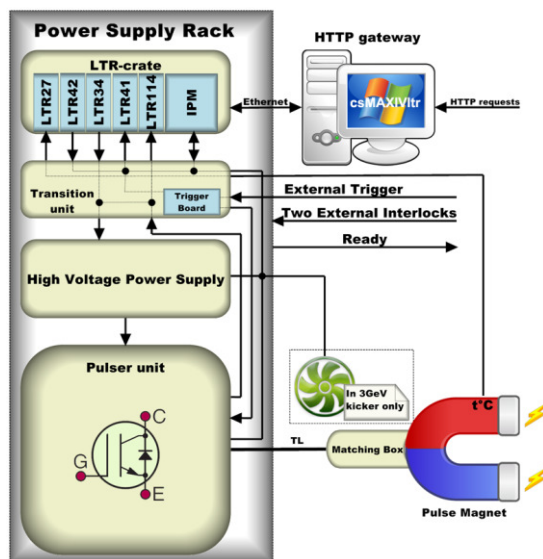 Power Supply Rack
LTR-crate
LTR27
LTR42
LTR34
LTR41
LTR114
IPM
HTTP gateway
csMAXIVltr
Ethernet
HTTP requests
Transition
unit
Trigger
Board
External Trigger
Two External Interlocks
Ready
High Voltage Power Supply
Pulser unit
In 3GeV
kicker only
C
G
E
TL
Matching Box
t°C
Pulse Magnet